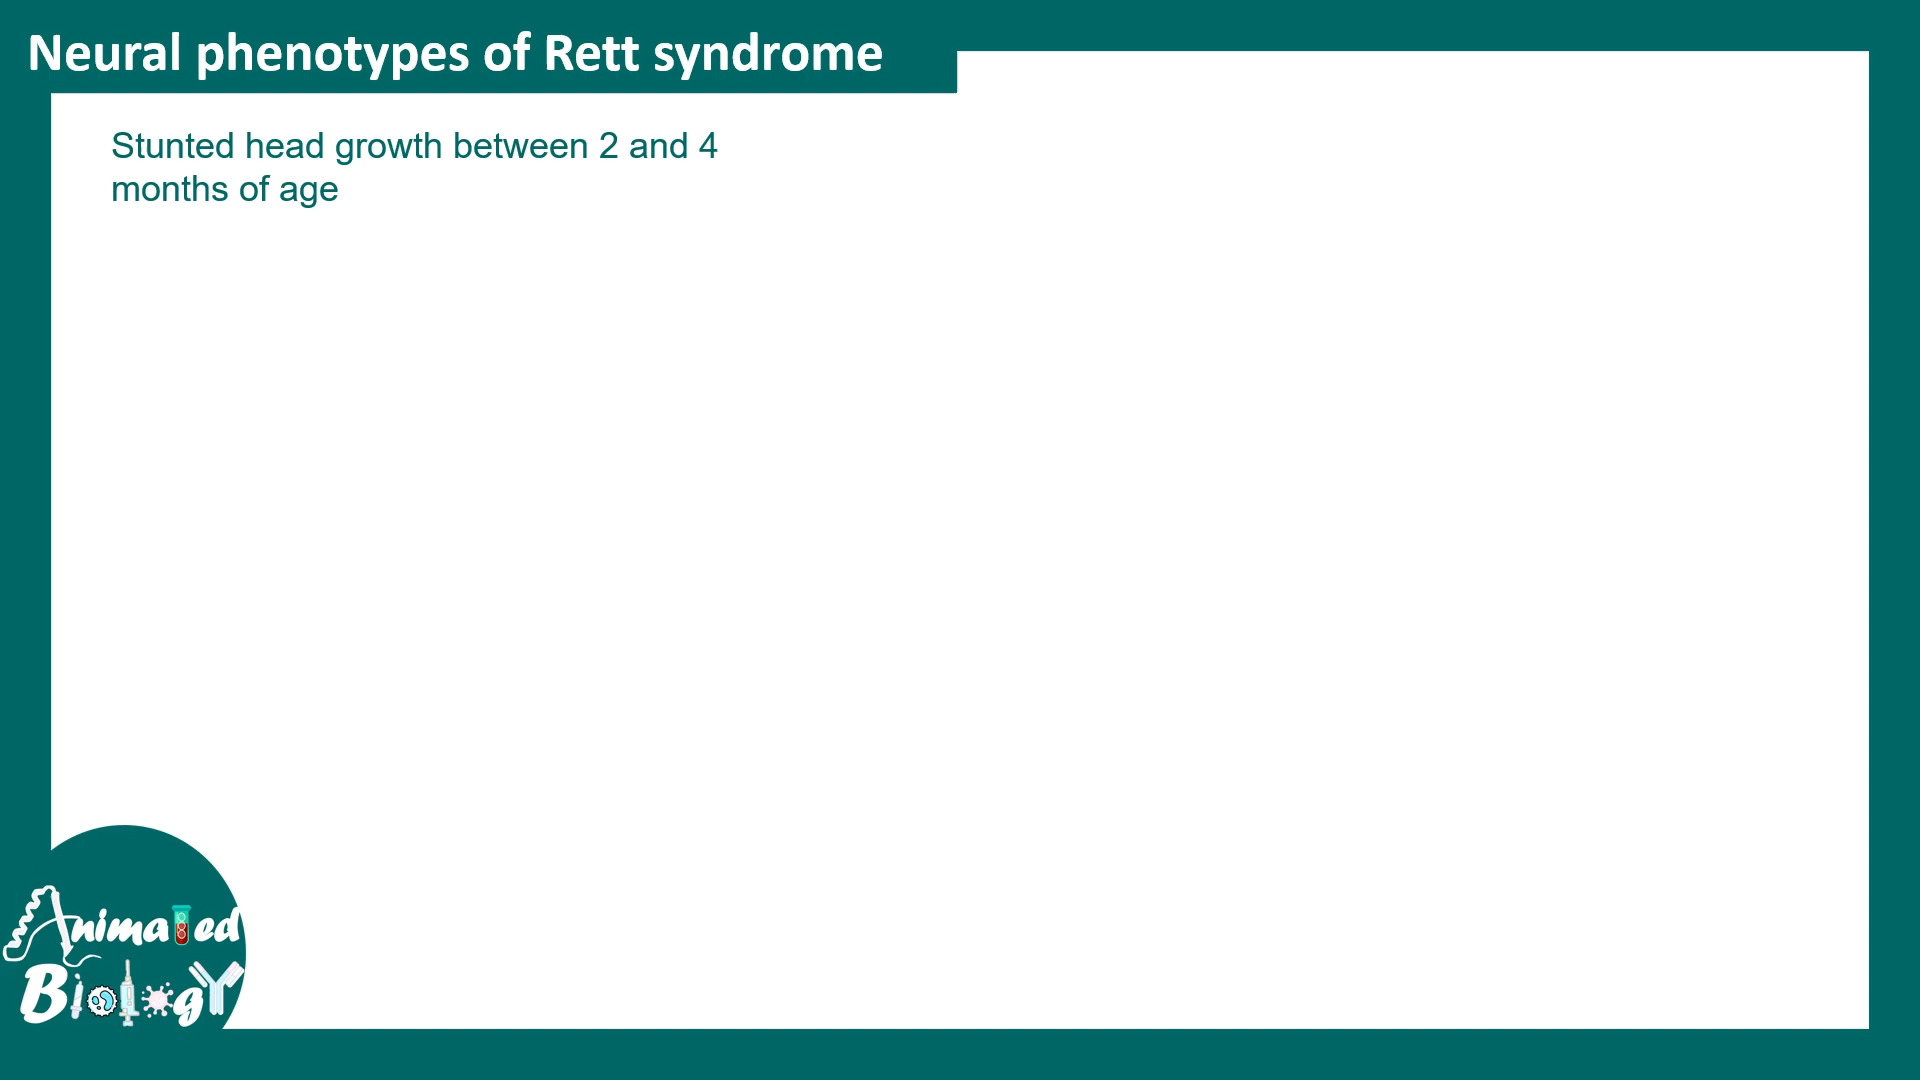 Neural phenotypes of Rett syndrome
Stunted head growth between 2 and 4
months of age
Animated
Biology